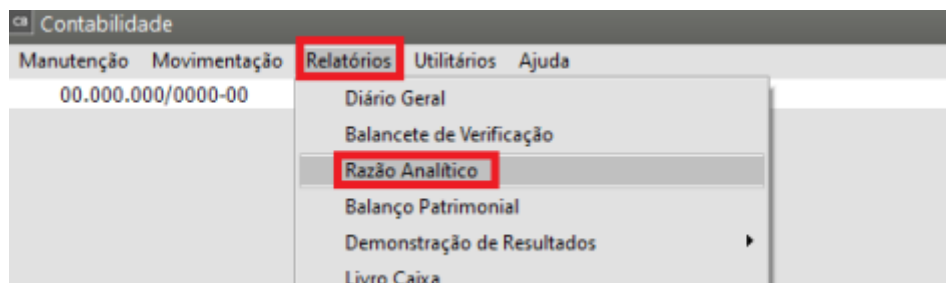 CB Contabilidade
Manutenção Movimentação Relatórios Utilitários Ajuda
00.000.000/0000-00
Diário Geral
Balancete de Verificação
Razão Analítico
Balanço Patrimonial
Demonstração de Resultados
Livro Caixa